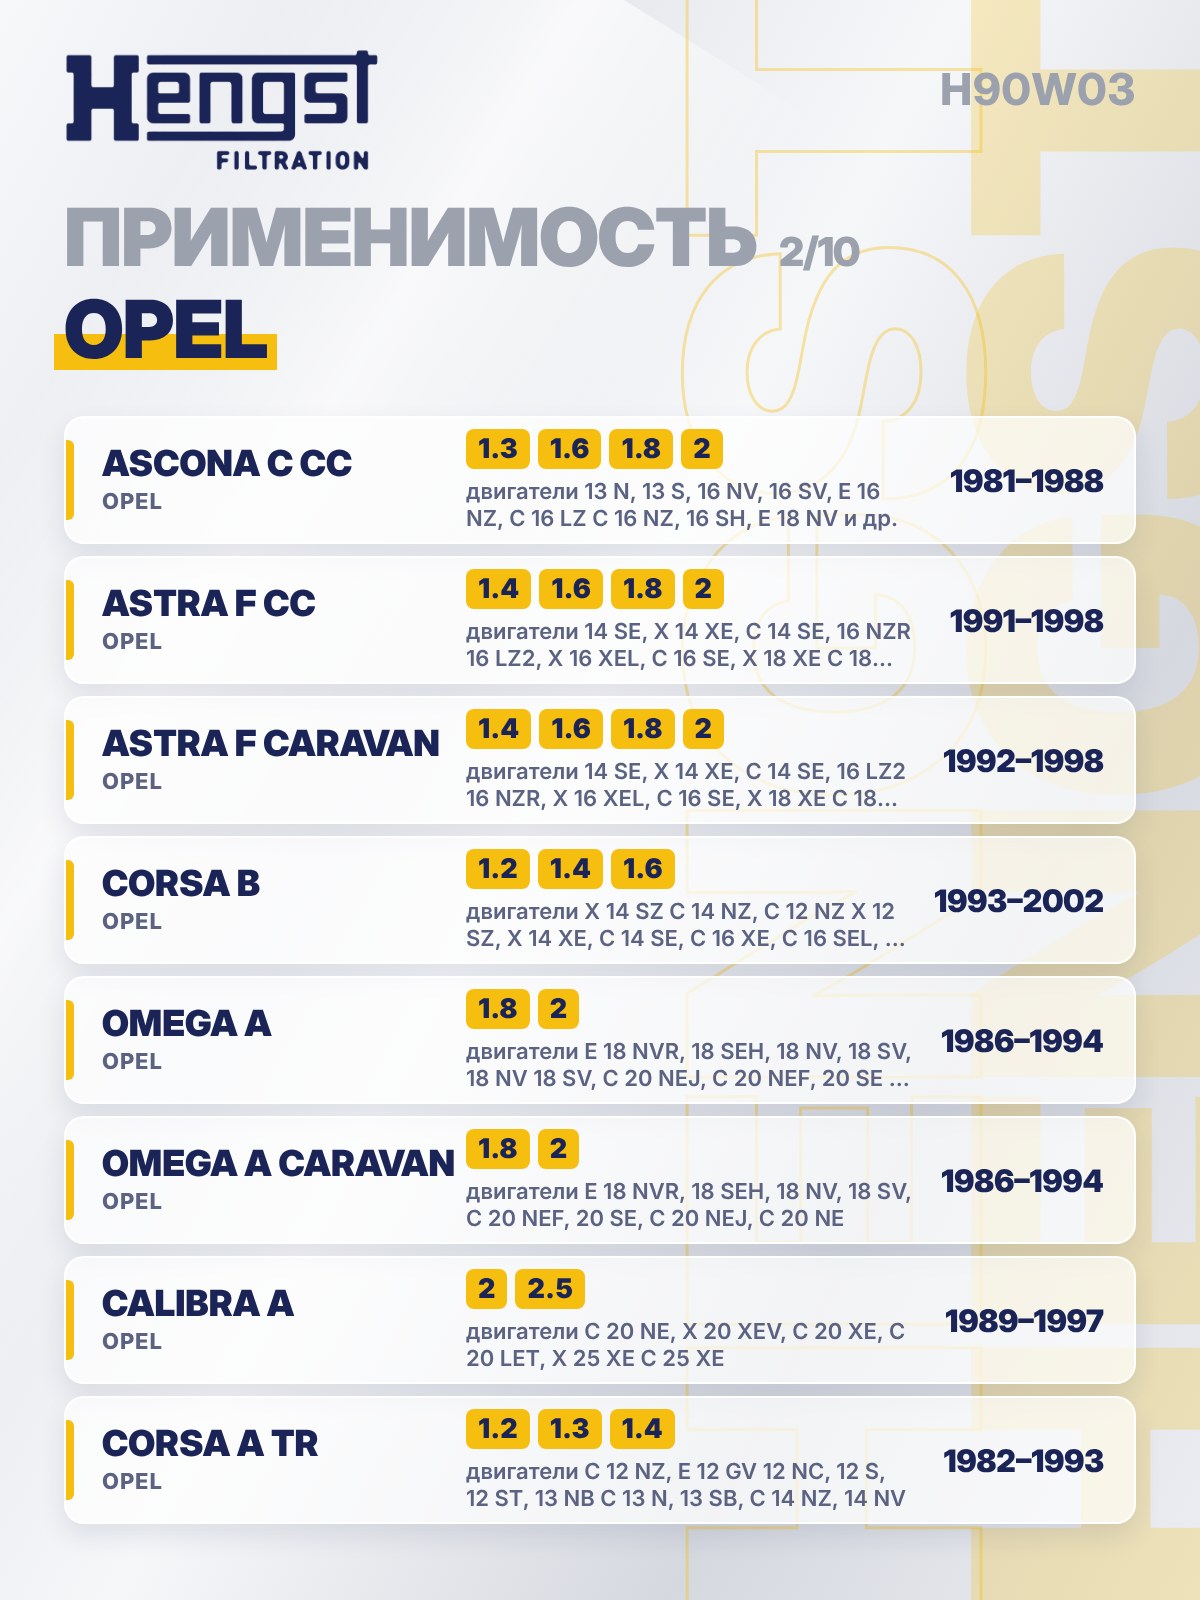 Hengst
FILTRATION
H90W03
ПРИМЕНИМОСТЬ 2/10
OPEL
ASCONA C CC
OPEL
1.3 1.6 1.8 2
двигатели 13 N, 13 S, 16 NV, 16 SV, E 16
NZ, C 16 LZ C 16 NZ, 16 SH, E 18 NV и др.
1981–1988
ASTRA F CC
OPEL
1.4 1.6 1.8 2
двигатели 14 SE, X 14 XE, C 14 SE, 16 NZR
16 LZ2, X 16 XEL, C 16 SE, X 18 XE C 18...
1991–1998
ASTRA F CARAVAN
OPEL
1.4 1.6 1.8 2
двигатели 14 SE, X 14 XE, C 14 SE, 16 LZ2
16 NZR, X 16 XEL, C 16 SE, X 18 XE C 18...
1992–1998
CORSA B
OPEL
1.2 1.4 1.6
двигатели X 14 SZ C 14 NZ, C 12 NZ X 12
SZ, X 14 XE, C 14 SE, C 16 XE, C 16 SEL, ...
1993–2002
OMEGA A
OPEL
1.8 2
двигатели E 18 NVR, 18 SEH, 18 NV, 18 SV,
18 NV 18 SV, C 20 NEJ, C 20 NEF, 20 SE ...
1986–1994
OMEGA A CARAVAN
OPEL
1.8 2
двигатели E 18 NVR, 18 SEH, 18 NV, 18 SV,
C 20 NEF, 20 SE, C 20 NEJ, C 20 NE
1986–1994
CALIBRA A
OPEL
2 2.5
двигатели C 20 NE, X 20 XEV, C 20 XE, C
20 LET, X 25 XE C 25 XE
1989–1997
CORSA A TR
OPEL
1.2 1.3 1.4
двигатели C 12 NZ, E 12 GV 12 NC, 12 S,
12 ST, 13 NB C 13 N, 13 SB, C 14 NZ, 14 NV
1982–1993
HENGST
HENGST